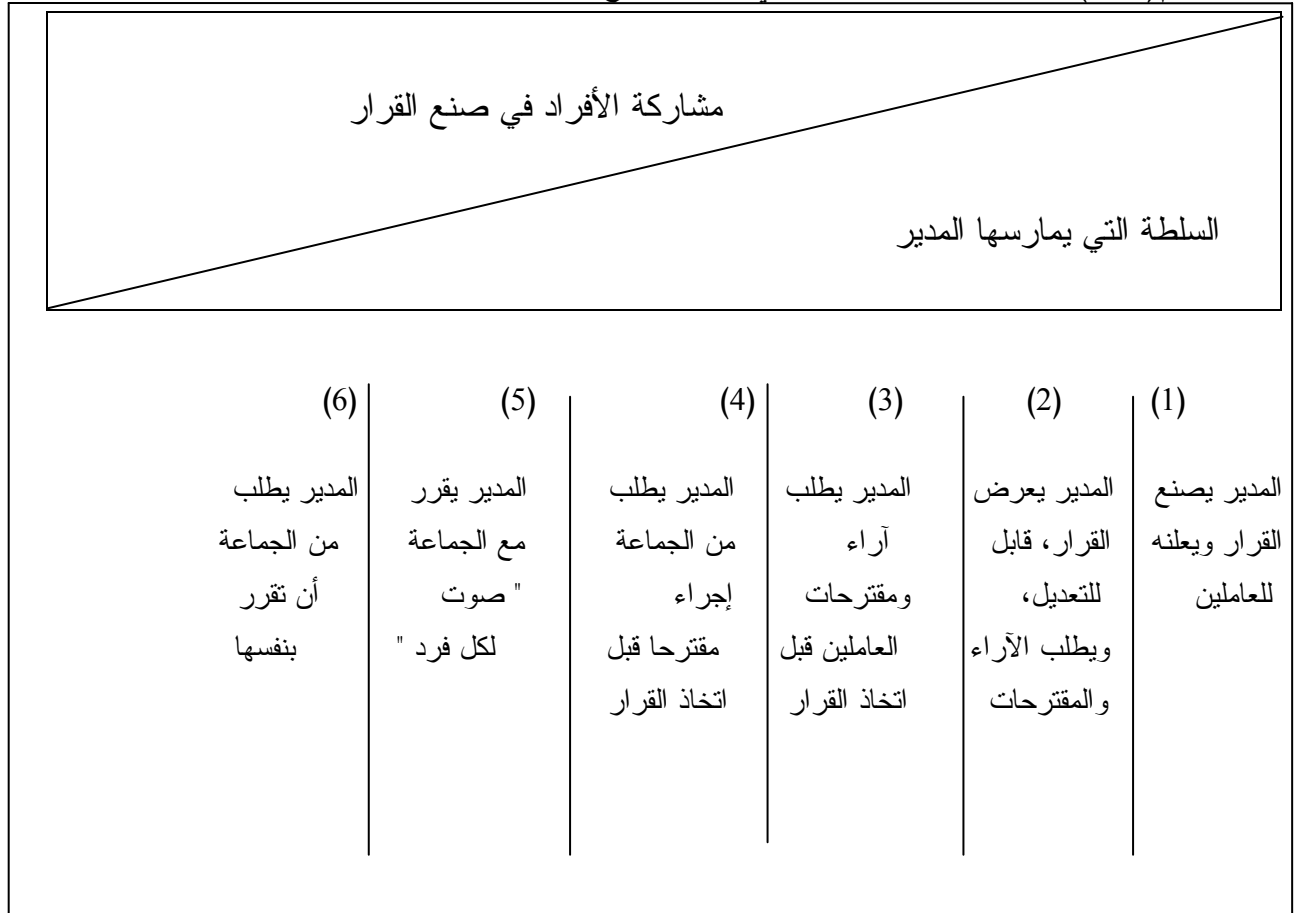 مشاركة الأفراد في صنع القرار
السلطة التي يمارسها المدير
(1)
المدير يصنع
القرار ويعلنه
للعاملين
(2)
المدير يعرض
القرار، قابل
للتعديل،
ويطلب الآراء
والمقترحات
(3)
المدير يطلب
آراء
ومقترحات
العاملين قبل
اتخاذ القرار
(4)
المدير يطلب
من الجماعة
إجراء
مقترحا قبل
اتخاذ القرار
(5)
المدير يقرر
مع الجماعة
" صوت
لكل فرد "
(6)
المدير يطلب
من الجماعة
أن تقرر
بنفسها